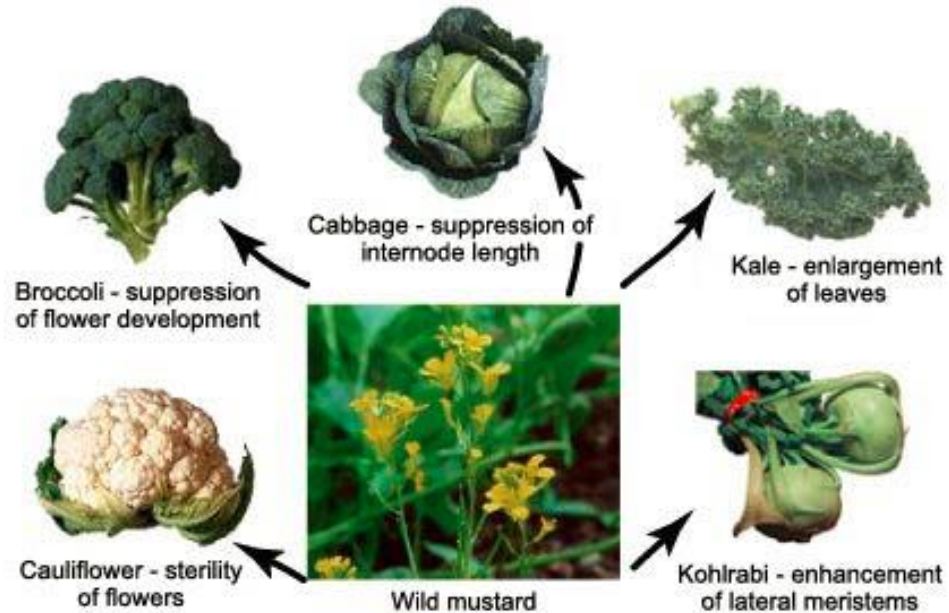 Cabbage - suppression of
internode length
Broccoli - suppression
of flower development
Kale - enlargement
of leaves
Cauliflower - sterility
of flowers
Wild mustard
Kohlrabi - enhancement
of lateral meristems